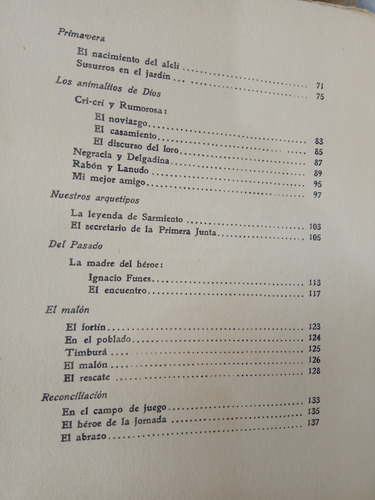 Primavera
El nacimiento del alelí ........ 71
Susurros en el jardín ........ 75
Los animalitos de Dios
Cri-cri y Rumorosa:
El noviazgo ........ 83
El casamiento ........ 85
El discurso del loro ........ 87
Negracia y Delgadina ........ 89
Rabón y Lanudo ........ 95
Mi mejor amigo ........ 97
Nuestros arquetipos
La leyenda de Sarmiento ........ 103
El secretario de la Primera Junta ........ 105
Del Pasado
La madre del héroe:
Ignacio Funes ........ 113
El encuentro ........ 117
El malón
El fortín ........ 123
En el poblado ........ 124
Timburá ........ 125
El malón ........ 126
El rescate ........ 128
Reconciliación
En el campo de juego ........ 133
El héroe de la jornada ........ 135
El abrazo ........ 137